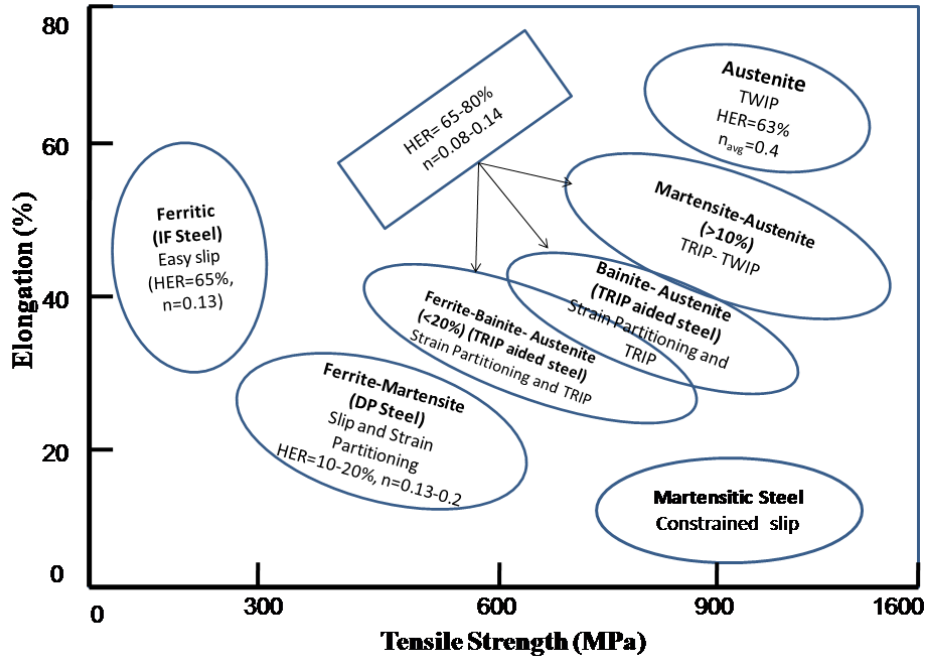 80
60
40
20
0
Elongation (%)
HER= 65-80%
n=0.08-0.14
Austenite
TWIP
HER=63%
navg=0.4
Martensite-Austenite
(>10%)
TRIP- TWIP
Ferritic
(IF Steel)
Easy slip
(HER=65%,
n=0.13)
Bainite- Austenite
(TRIP aided steel)
Strain Partitioning and
TRIP
Ferrite-Bainite- Austenite
(<20%) (TRIP aided steel)
Strain Partitioning and TRIP
Ferrite-Martensite
(DP Steel)
Slip and Strain
Partitioning
HER=10-20%, n=0.13-0.2
Martensitic Steel
Constrained slip
0
300
600
900
1600
Tensile Strength (MPa)